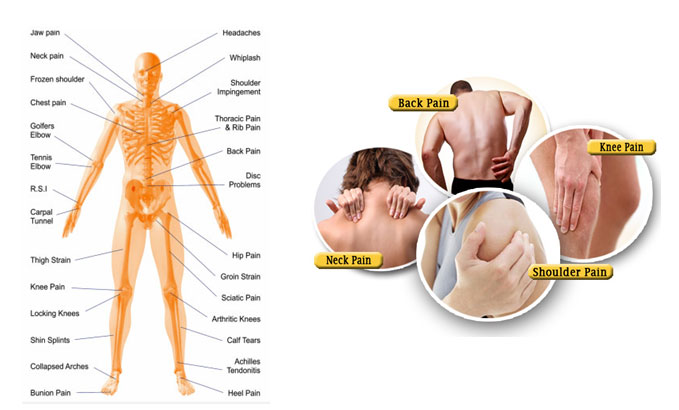 Jaw pain
Neck pain
Frozen shoulder
Chest pain
Golfers
Elbow
Tennis
Elbow
R.S.I
Carpal
Tunnel
Thigh Strain
Knee Pain
Locking Knees
Shin Splints
Collapsed Arches
Bunion Pain
Headaches
Whiplash
Shoulder
Impingement
Thoracic Pain
& Rib Pain
Back Pain
Disc
Problems
Hip Pain
Groin Strain
Sciatic Pain
Arthritic Knees
Calf Tears
Achilles
Tendonitis
Heel Pain
Back Pain
Knee Pain
Neck Pain
Shoulder Pain